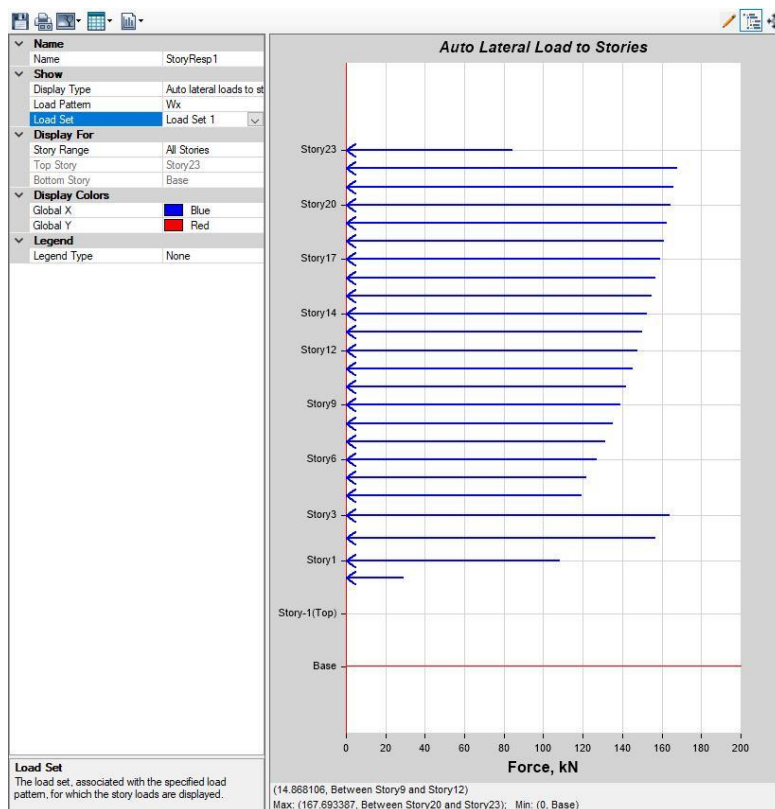 Name
Name StoryResp1
Show
Display Type Auto lateral loads to st
Load Pattern Wx
Load Set Load Set 1
Display For
Story Range All Stories
Top Story Story23
Bottom Story Base
Display Colors
Global X Blue
Global Y Red
Legend
Legend Type None
Load Set
The load set, associated with the specified load
pattern, for which the story loads are displayed.
Auto Lateral Load to Stories
Story23
Story20
Story17
Story14
Story12
Story9
Story6
Story3
Story1
Story-1(Top)
Base
0 20 40 60 80 100 120 140 160 180 200
Force, kN
(14.868106, Between Story9 and Story12)
Max: (167.693387, Between Story20 and Story23); Min: (0, Base)